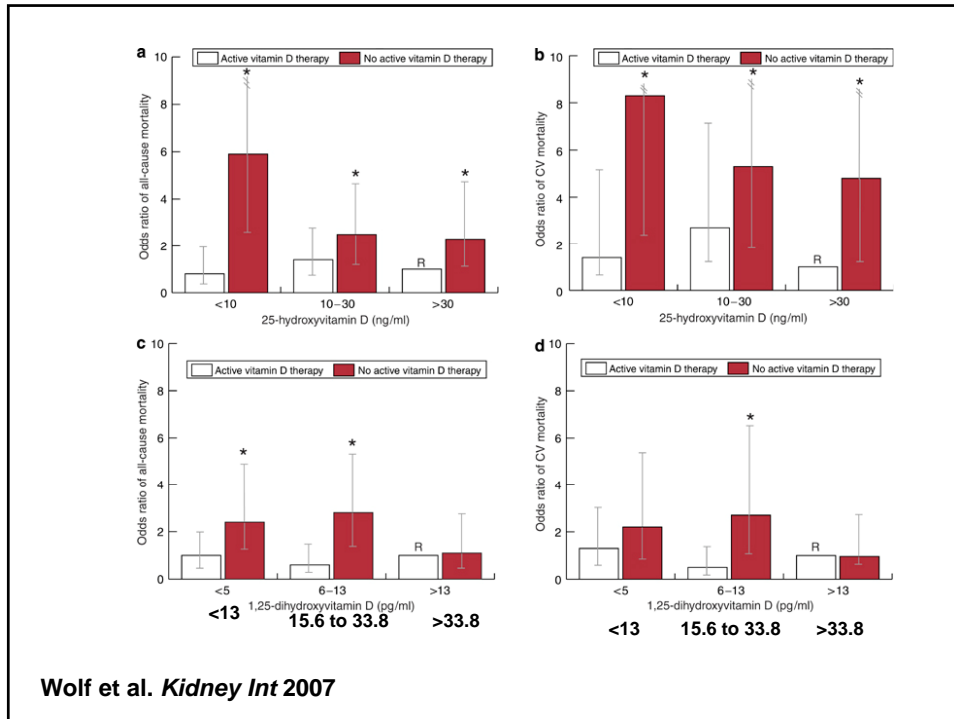 a
Active vitamin D therapy No active vitamin D therapy
10
8
6
4
2
0
Odds ratio of all-cause mortality
*
*
*
R
<10 10–30 >30
25-hydroxyvitamin D (ng/ml)
b
Active vitamin D therapy No active vitamin D therapy
10
8
6
4
2
0
Odds ratio of CV mortality
*
*
*
R
<10 10–30 >30
25-hydroxyvitamin D (ng/ml)
c
Active vitamin D therapy No active vitamin D therapy
10
8
6
4
2
0
Odds ratio of all-cause mortality
*
*
R
<5 6–13 >13
1,25-dihydroxyvitamin D (pg/ml)
<13 15.6 to 33.8 >33.8
d
Active vitamin D therapy No active vitamin D therapy
10
8
6
4
2
0
Odds ratio of CV mortality
*
R
<5 6–13 >13
1,25-dihydroxyvitamin D (pg/ml)
<13 15.6 to 33.8 >33.8
Wolf et al. Kidney Int 2007